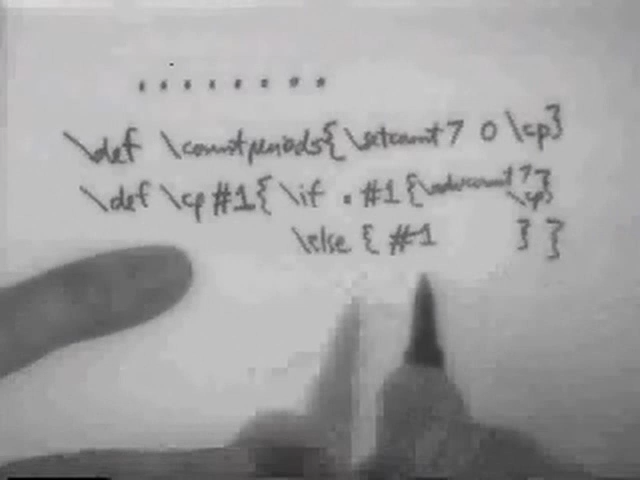 . . . . . . . .
\def \countperiods{\setcount 7 0 \cp}
\def \cp#1{\if . #1{\advcount 7 \cp}
\else { #1 } }